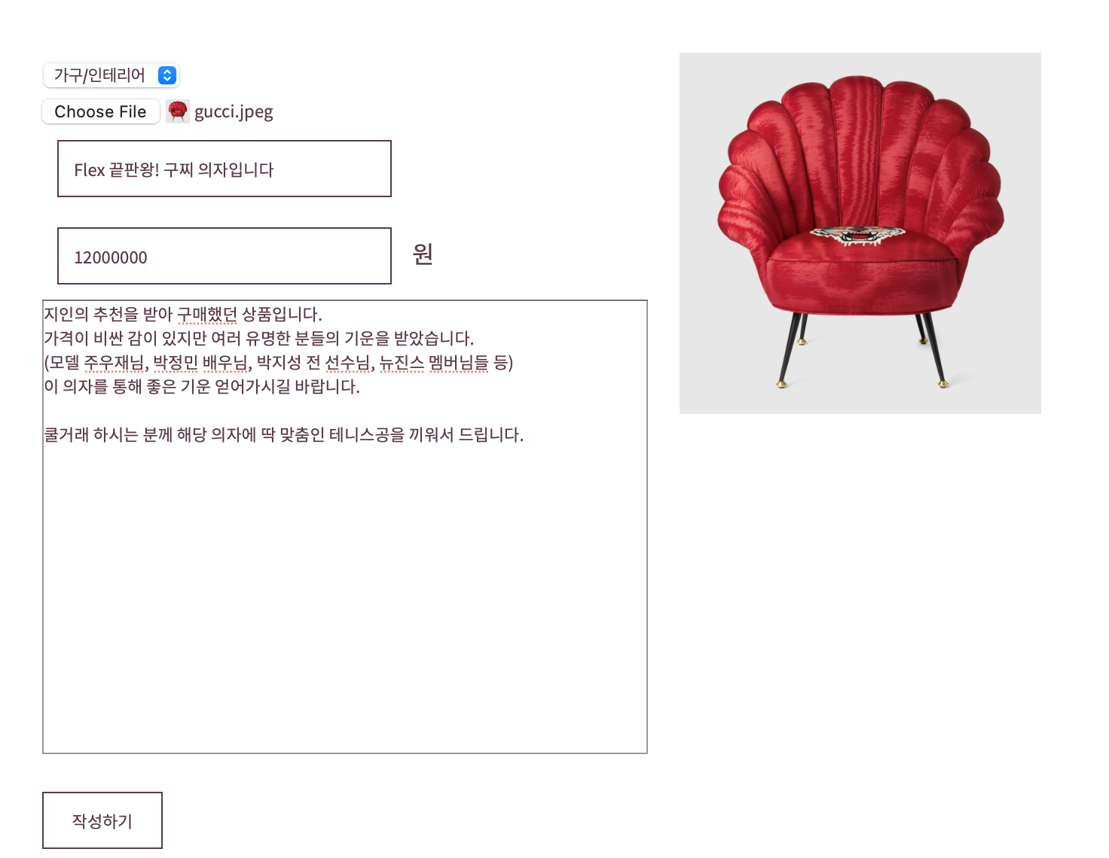 가구/인테리어
Choose File gucci.jpeg
Flex 끝판왕! 구찌 의자입니다
12000000 원
지인의 추천을 받아 구매했던 상품입니다.
가격이 비싼 감이 있지만 여러 유명한 분들의 기운을 받았습니다.
(모델 주우재님, 박정민 배우님, 박지성 전 선수님, 뉴진스 멤버님들 등)
이 의자를 통해 좋은 기운 얻어가시길 바랍니다.
쿨거래 하시는 분께 해당 의자에 딱 맞춤인 테니스공을 끼워서 드립니다.
작성하기